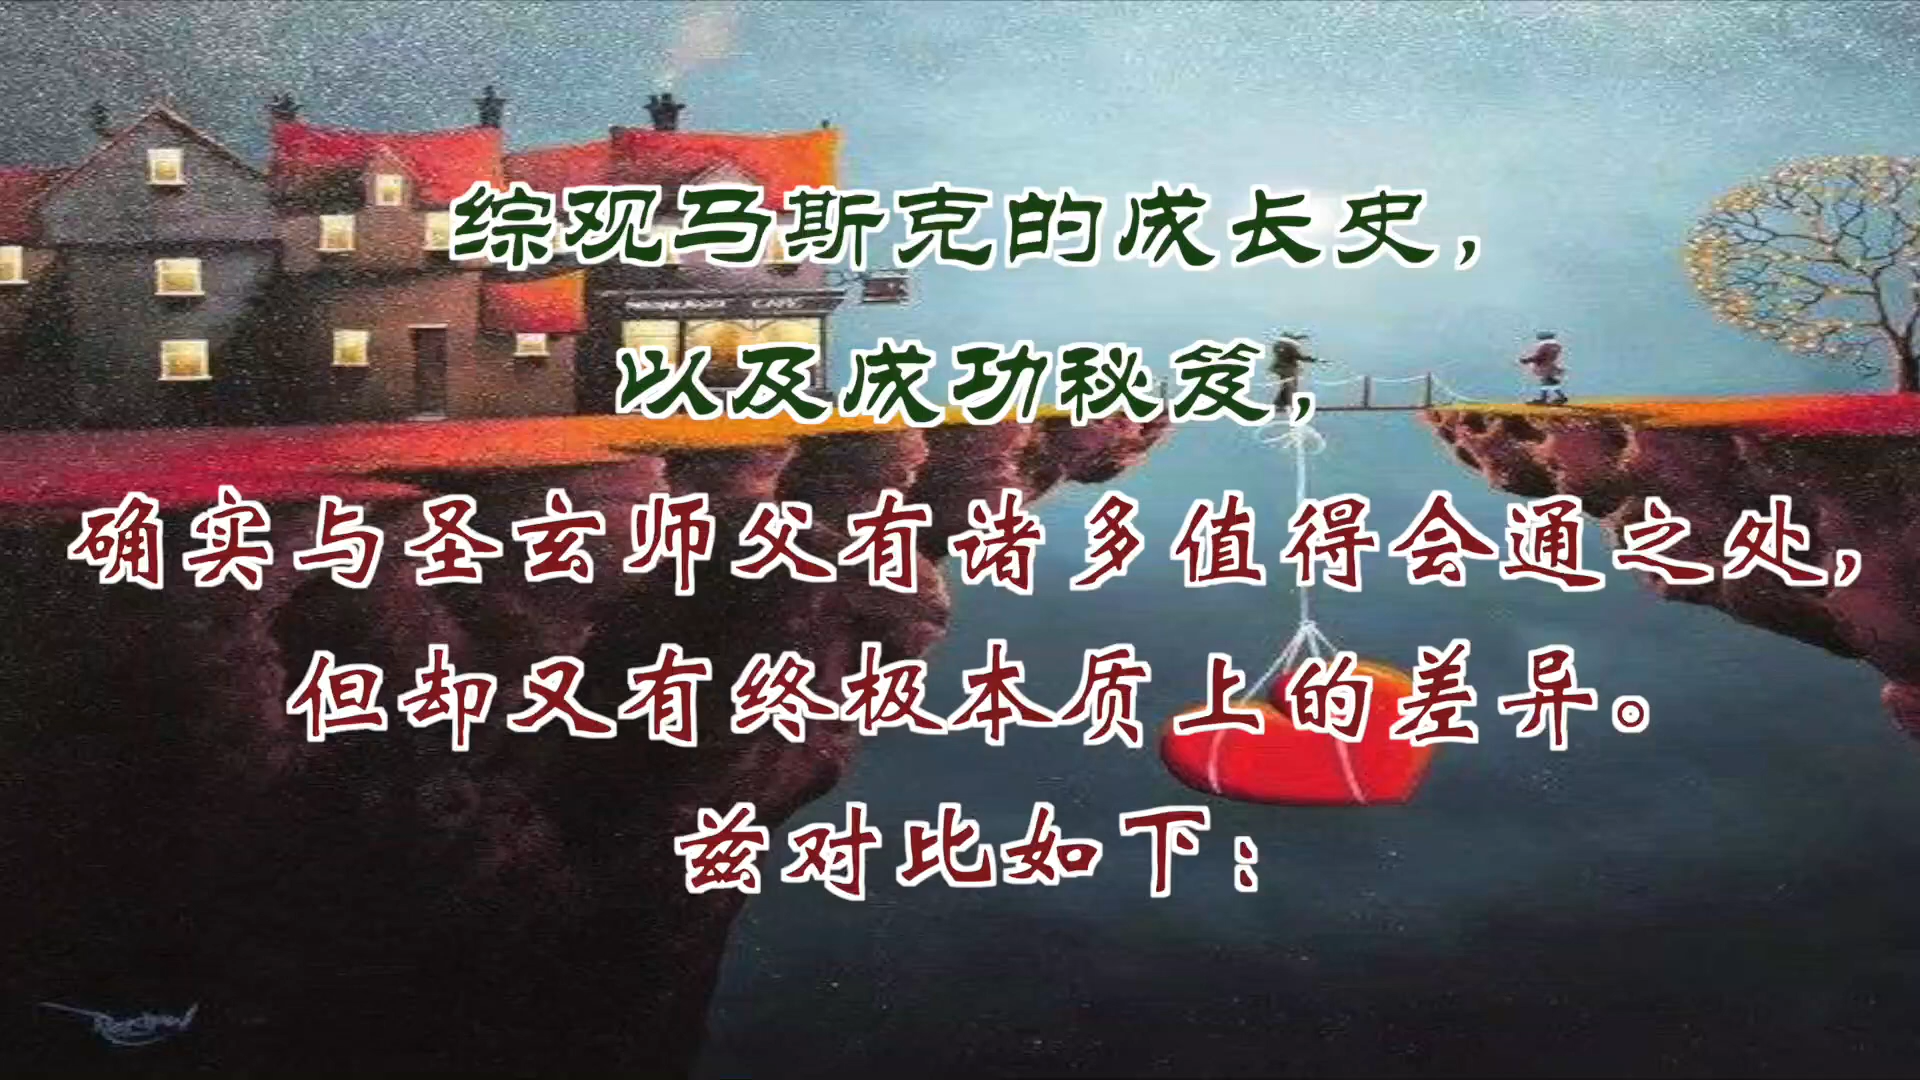 综观马斯克的成长史，
以及成功秘笈，
确实与圣玄师父有诸多值得会通之处，
但却又有终极本质上的差异。
兹对比如下：